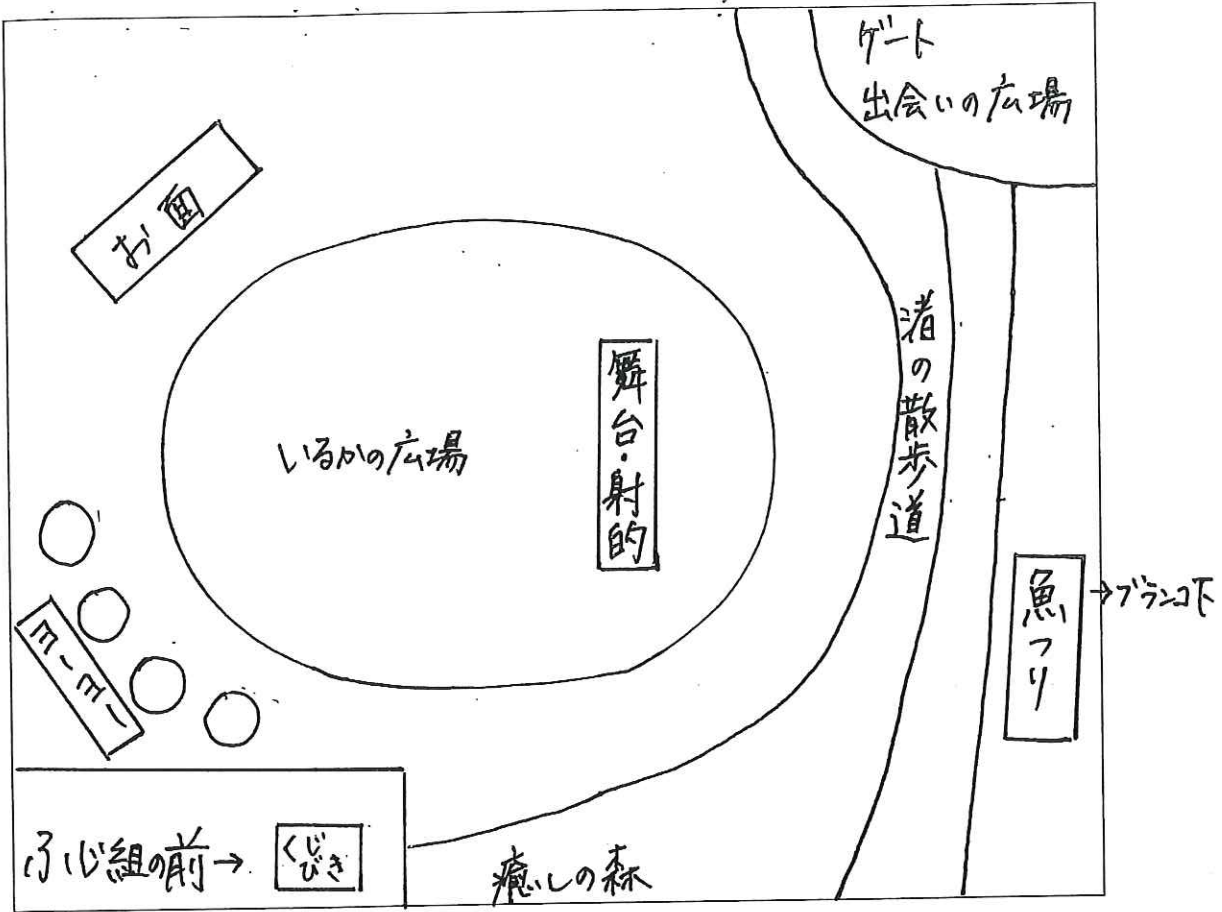 ゲート
出会いの広場
お面
渚の散歩道
舞台・射的
いるかの広場
魚つり
→ブランコ下
ヨーヨー
ふじ組の前→
くじ
びき
癒しの森